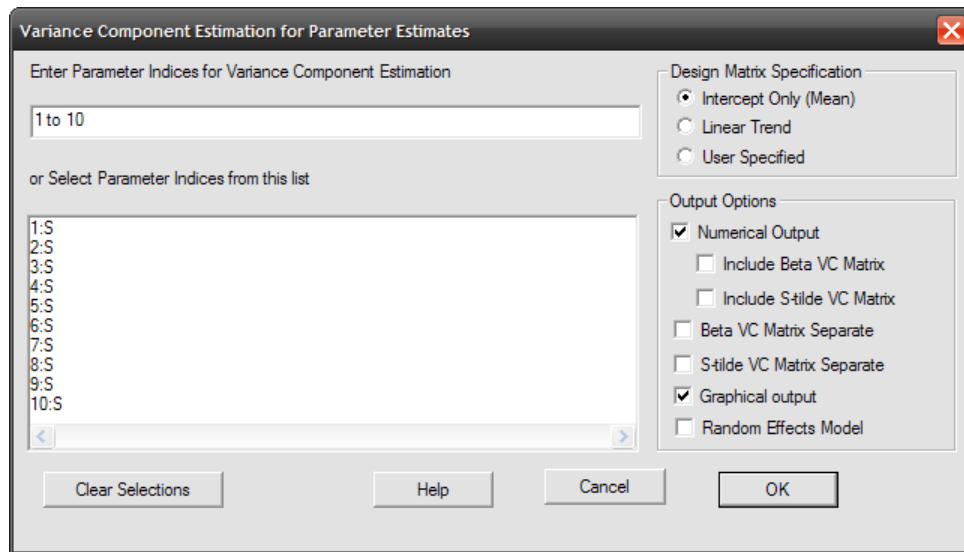 Variance Component Estimation for Parameter Estimates
Enter Parameter Indices for Variance Component Estimation
1 to 10
or Select Parameter Indices from this list
1:S
2:S
3:S
4:S
5:S
6:S
7:S
8:S
9:S
10:S
Design Matrix Specification
Intercept Only (Mean)
Linear Trend
User Specified
Output Options
Numerical Output
Include Beta VC Matrix
Include S-tilde VC Matrix
Beta VC Matrix Separate
S-tilde VC Matrix Separate
Graphical output
Random Effects Model
Clear Selections
Help
Cancel
OK